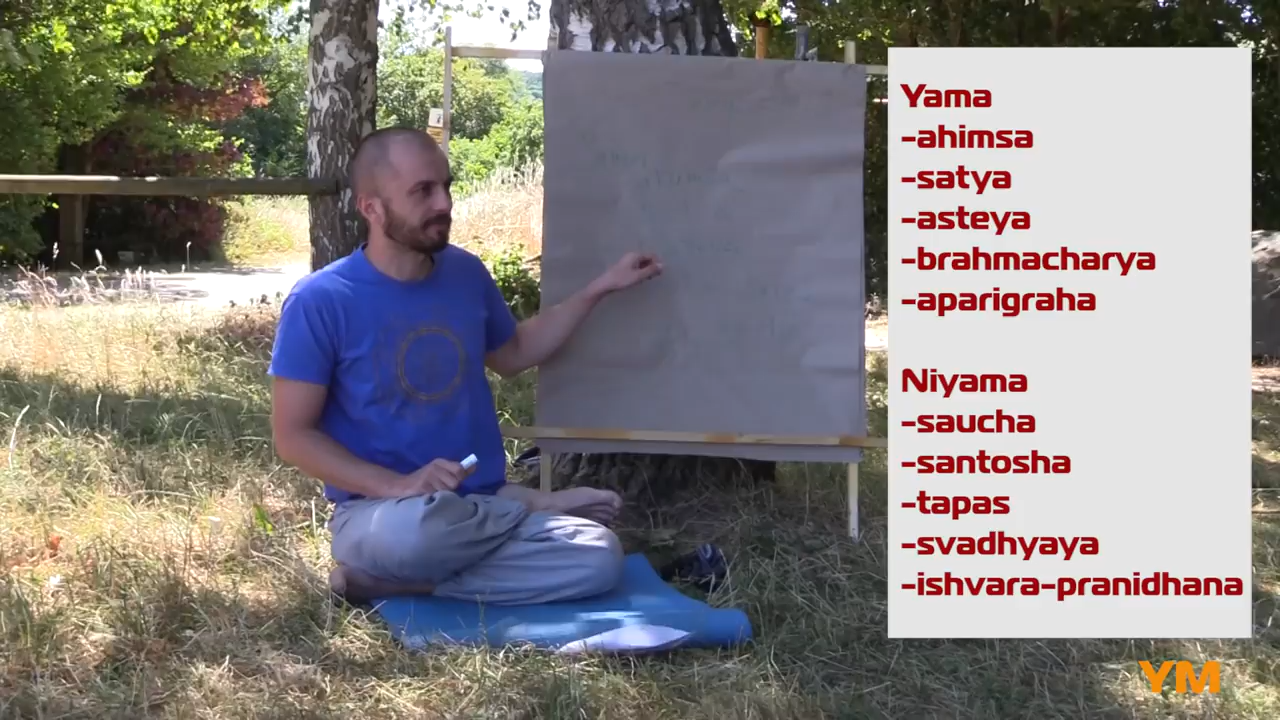 Yama
-ahimsa
-satya
-asteya
-brahmacharya
-aparigraha
Niyama
-saucha
-santosha
-tapas
-svadhyaya
-ishvara-pranidhana
YM